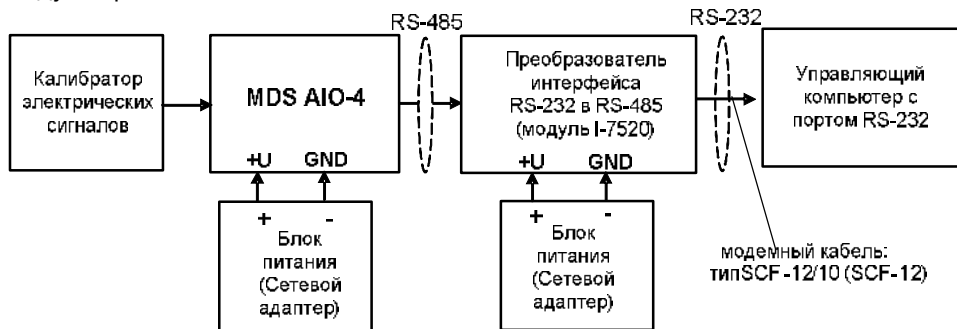 RS-485
RS-232
Калибратор
электрических
сигналов
MDS AIO-4
+U GND
Преобразователь
интерфейса
RS-232 в RS-485
(модуль I-7520)
+U GND
Управляющий
компьютер с
портом RS-232
+ -
Блок
питания
(Сетевой
адаптер)
+ -
Блок
питания
(Сетевой
адаптер)
модемный кабель:
типSCF-12/10 (SCF-12)